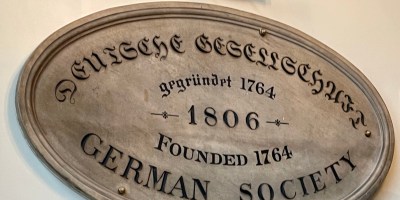 DEUTSCHE GESELLSCHAFT
gegründet 1764
1806
FOUNDED 1764
GERMAN SOCIETY